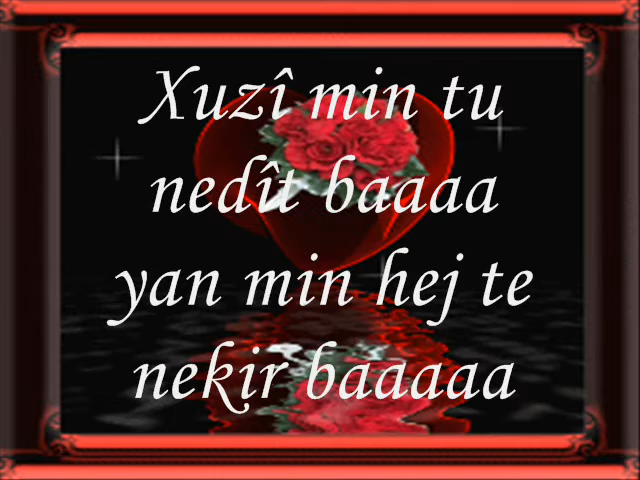 Xuzî min tu
nedît baaaa
yan min hej te
nekir baaaaa